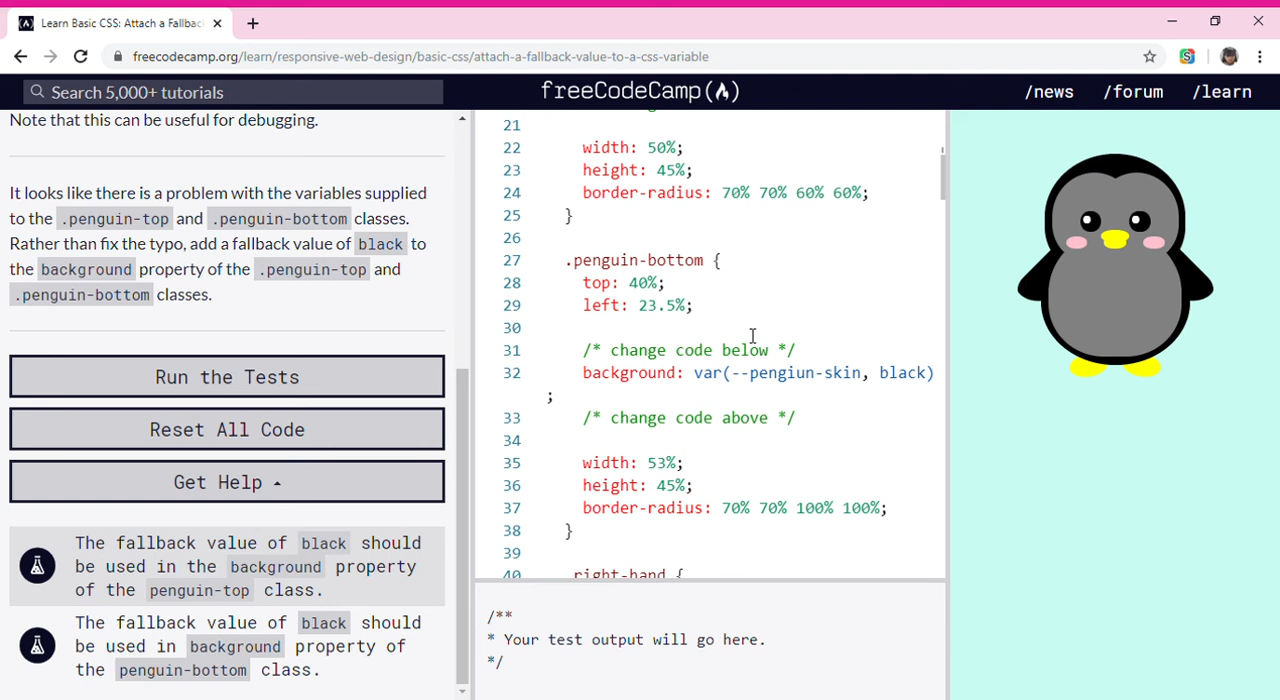 Learn Basic CSS: Attach a Fallbac
freecodecamp.org/learn/responsive-web-design/basic-css/attach-a-fallback-value-to-a-css-variable
Search 5,000+ tutorials
freeCodeCamp
/news /forum /learn
Note that this can be useful for debugging.
It looks like there is a problem with the variables supplied
to the .penguin-top and .penguin-bottom classes.
Rather than fix the typo, add a fallback value of black to
the background property of the .penguin-top and
.penguin-bottom classes.
Run the Tests
Reset All Code
Get Help
The fallback value of black should
be used in the background property
of the penguin-top class.
The fallback value of black should
be used in background property of
the penguin-bottom class.
21
22 width: 50%;
23 height: 45%;
24 border-radius: 70% 70% 60% 60%;
25 }
26
27 .penguin-bottom {
28 top: 40%;
29 left: 23.5%;
30
31 /* change code below */
32 background: var(--pengiun-skin, black)
;
33 /* change code above */
34
35 width: 53%;
36 height: 45%;
37 border-radius: 70% 70% 100% 100%;
38 }
39
40 .right-hand {
/**
* Your test output will go here.
*/